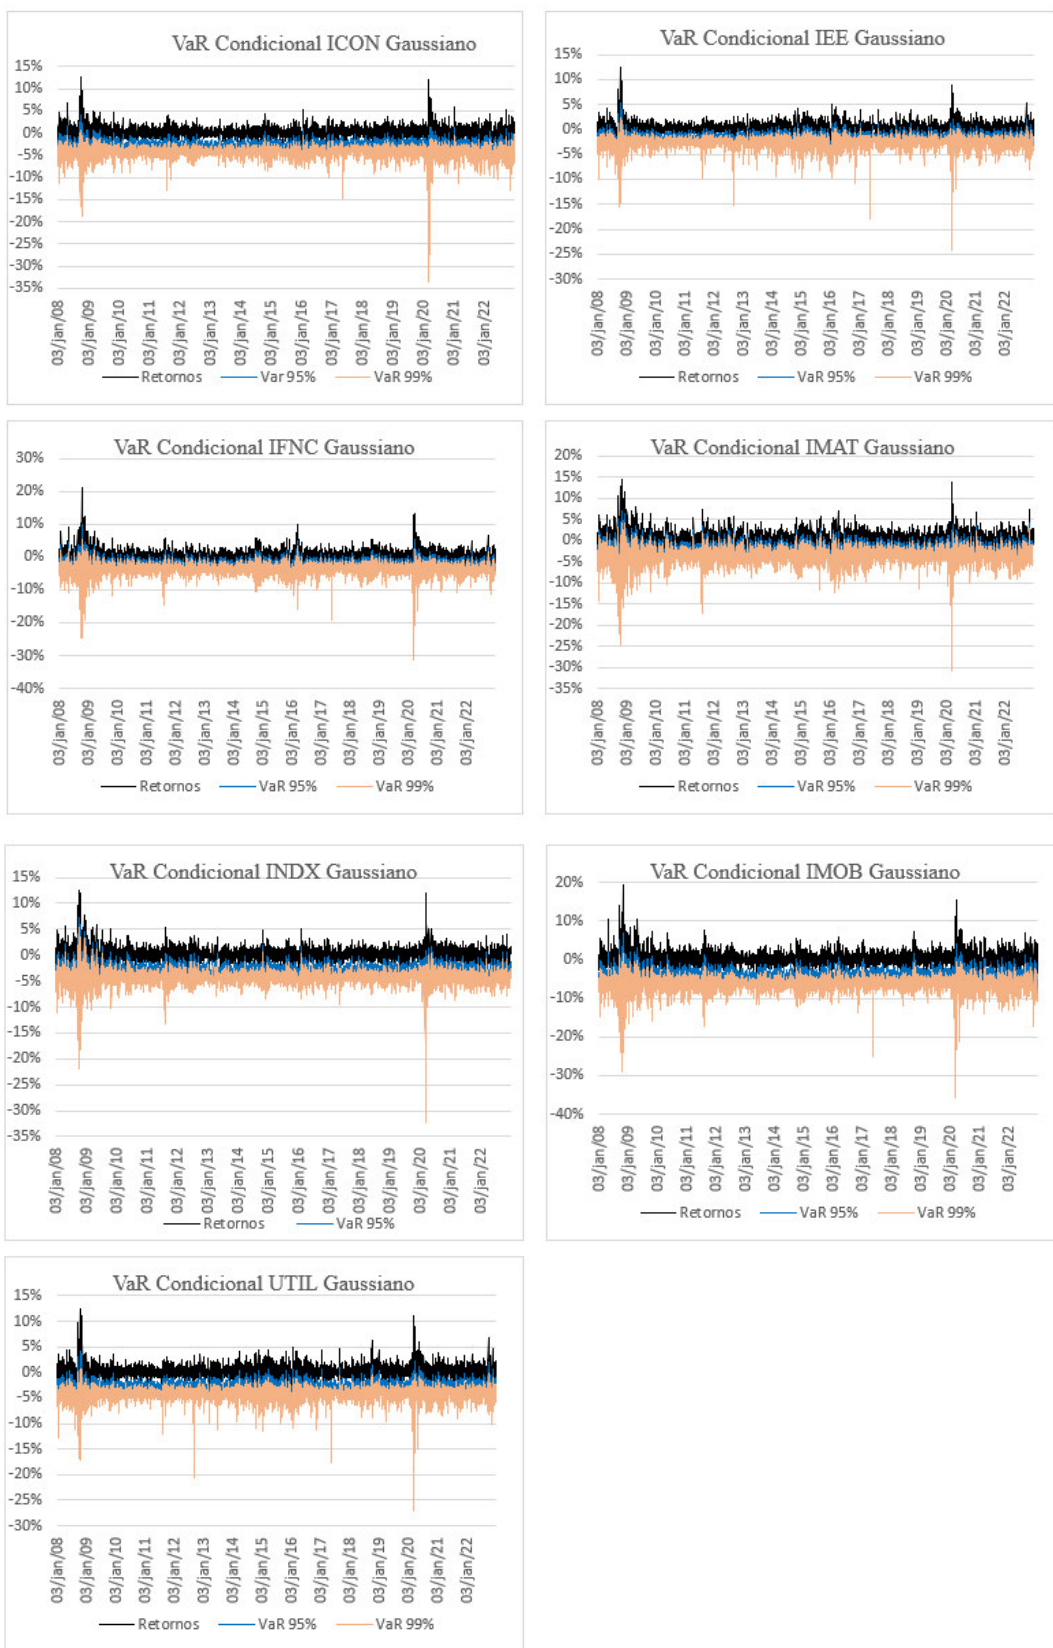 VaR Condicional ICON Gaussiano
15%
10%
5%
0%
-5%
-10%
-15%
-20%
-25%
-30%
-35%
03/jan/08
03/jan/09
03/jan/10
03/jan/11
03/jan/12
03/jan/13
03/jan/14
03/jan/15
03/jan/16
03/jan/17
03/jan/18
03/jan/19
03/jan/20
03/jan/21
03/jan/22
Retornos Var 95% VaR 99%
VaR Condicional IEE Gaussiano
15%
10%
5%
0%
-5%
-10%
-15%
-20%
-25%
-30%
03/jan/08
03/jan/09
03/jan/10
03/jan/11
03/jan/12
03/jan/13
03/jan/14
03/jan/15
03/jan/16
03/jan/17
03/jan/18
03/jan/19
03/jan/20
03/jan/21
03/jan/22
Retornos VaR 95% VaR 99%
VaR Condicional IFNC Gaussiano
30%
20%
10%
0%
-10%
-20%
-30%
-40%
03/jan/08
03/jan/09
03/jan/10
03/jan/11
03/jan/12
03/jan/13
03/jan/14
03/jan/15
03/jan/16
03/jan/17
03/jan/18
03/jan/19
03/jan/20
03/jan/21
03/jan/22
Retornos VaR 95% VaR 99%
VaR Condicional IMAT Gaussiano
20%
15%
10%
5%
0%
-5%
-10%
-15%
-20%
-25%
-30%
-35%
03/jan/08
03/jan/09
03/jan/10
03/jan/11
03/jan/12
03/jan/13
03/jan/14
03/jan/15
03/jan/16
03/jan/17
03/jan/18
03/jan/19
03/jan/20
03/jan/21
03/jan/22
Retornos VaR 95% VaR 99%
VaR Condicional INDX Gaussiano
15%
10%
5%
0%
-5%
-10%
-15%
-20%
-25%
-30%
-35%
03/jan/08
03/jan/09
03/jan/10
03/jan/11
03/jan/12
03/jan/13
03/jan/14
03/jan/15
03/jan/16
03/jan/17
03/jan/18
03/jan/19
03/jan/20
03/jan/21
03/jan/22
Retornos VaR 95%
VaR Condicional IMOB Gaussiano
20%
10%
0%
-10%
-20%
-30%
-40%
03/jan/08
03/jan/09
03/jan/10
03/jan/11
03/jan/12
03/jan/13
03/jan/14
03/jan/15
03/jan/16
03/jan/17
03/jan/18
03/jan/19
03/jan/20
03/jan/21
03/jan/22
Retornos VaR 95% VaR 99%
VaR Condicional UTIL Gaussiano
15%
10%
5%
0%
-5%
-10%
-15%
-20%
-25%
-30%
03/jan/08
03/jan/09
03/jan/10
03/jan/11
03/jan/12
03/jan/13
03/jan/14
03/jan/15
03/jan/16
03/jan/17
03/jan/18
03/jan/19
03/jan/20
03/jan/21
03/jan/22
Retornos VaR 95% VaR 99%